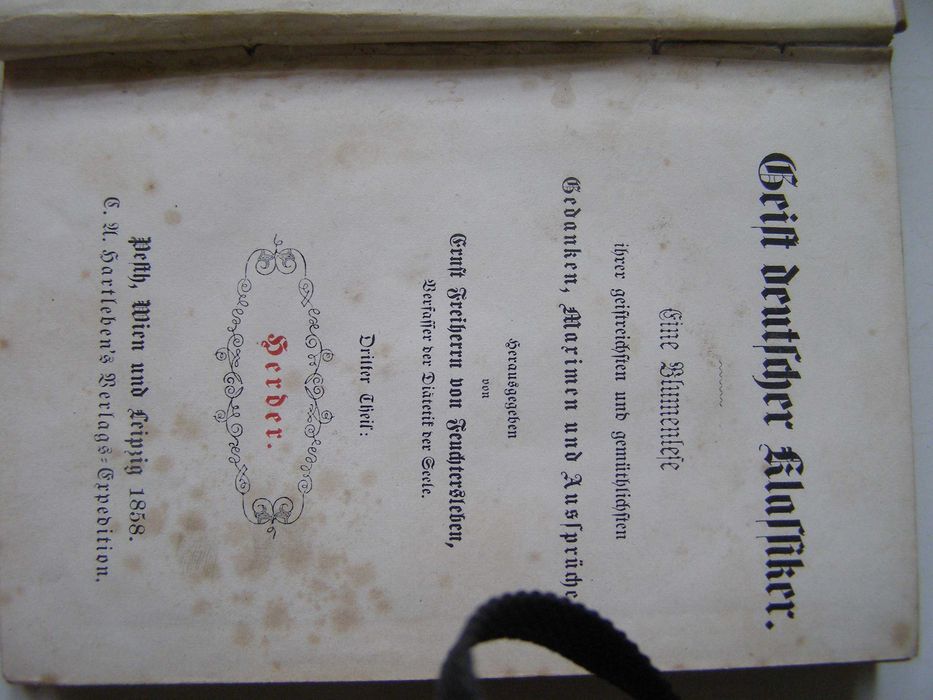 Geist deutscher Klassiker.
Eine Blumenlese
ihrer geistreichsten und gemüthlichsten
Gedanken, Maximen und Aussprüche
herausgegeben
von
Ernst Freiherrn von Feuchtersleben,
Verfasser der Diätetik der Seele.
Dritter Theil:
Herder.
Pesth, Wien und Leipzig 1858.
C. A. Hartleben's Verlags=Expedition.